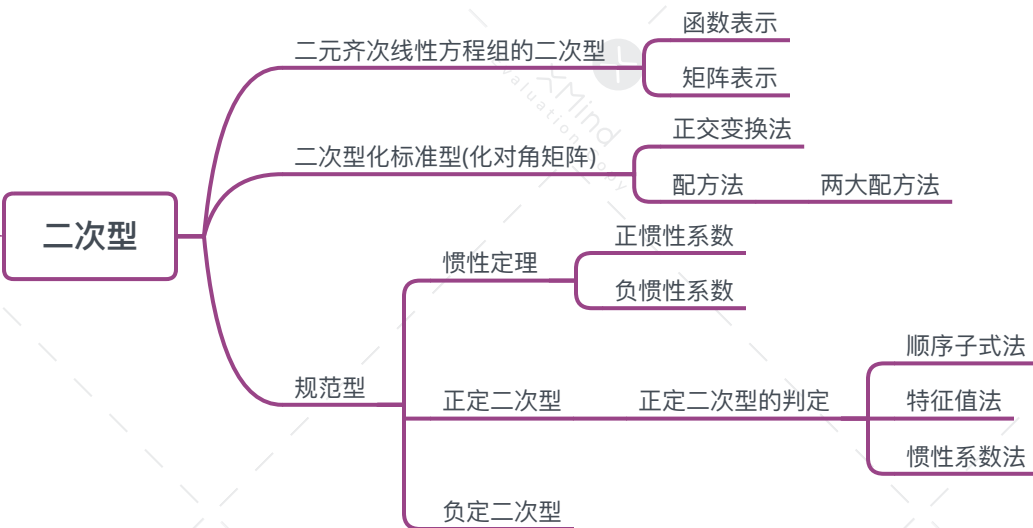 函数表示
二元齐次线性方程组的二次型
矩阵表示
XMind
Evaluation Copy
正交变换法
二次型化标准型(化对角矩阵)
配方法
两大配方法
二次型
正惯性系数
惯性定理
负惯性系数
顺序子式法
规范型
正定二次型
正定二次型的判定
特征值法
惯性系数法
负定二次型